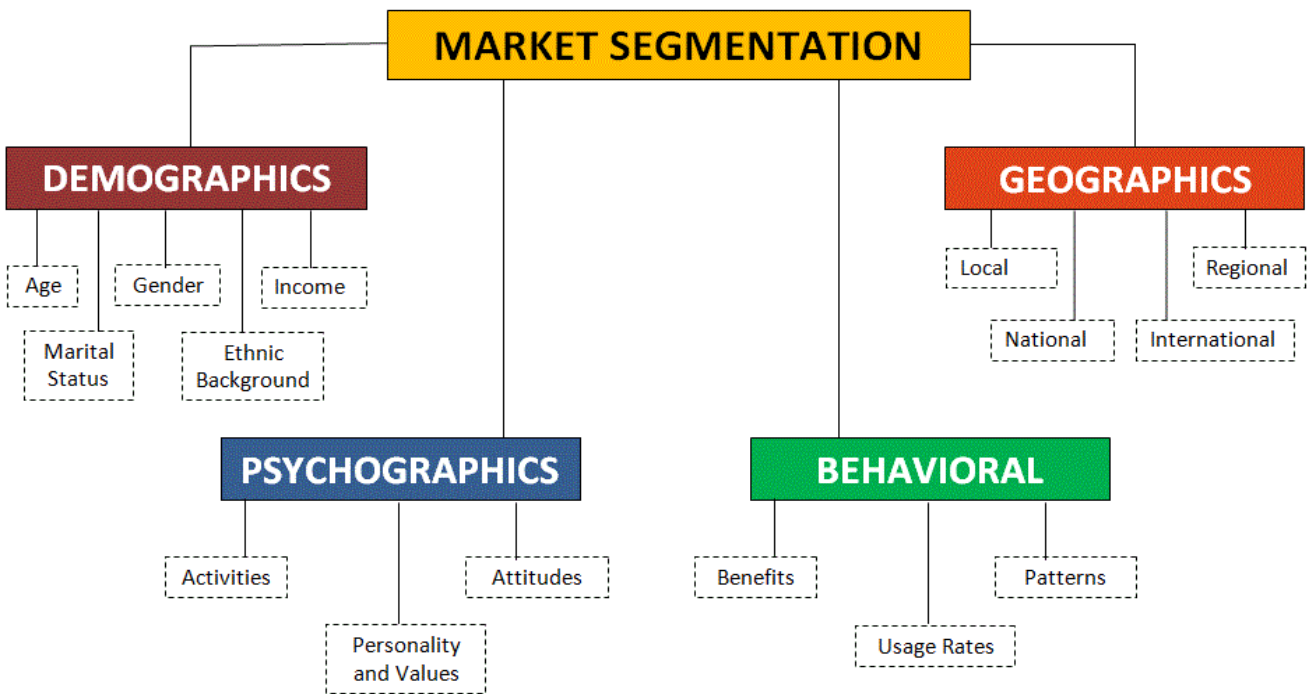 MARKET SEGMENTATION
DEMOGRAPHICS
GEOGRAPHICS
Age
Gender
Income
Marital
Status
Ethnic
Background
Local
Regional
National
International
PSYCHOGRAPHICS
BEHAVIORAL
Activities
Attitudes
Personality
and Values
Benefits
Patterns
Usage Rates